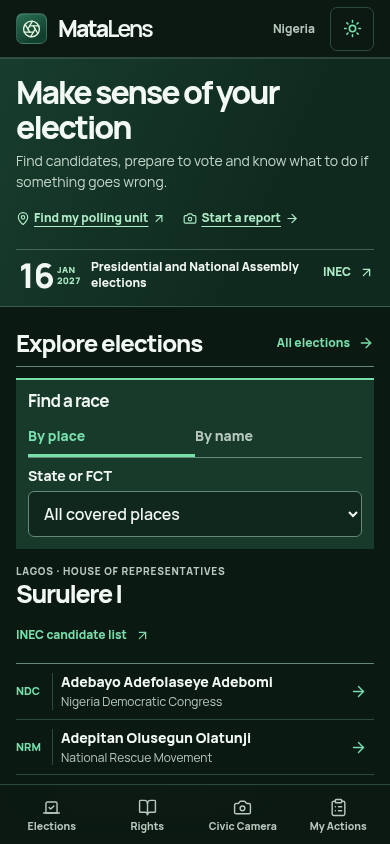 MataLens
Nigeria
Make sense of your
election
Find candidates, prepare to vote and know what to do if
something goes wrong.
Find my polling unit
Start a report
16 JAN 2027
Presidential and National Assembly
elections
INEC
Explore elections
All elections
Find a race
By place
By name
State or FCT
All covered places
LAGOS · HOUSE OF REPRESENTATIVES
Surulere I
INEC candidate list
NDC
Adebayo Adefolaseye Adebomi
Nigeria Democratic Congress
NRM
Adepitan Olusegun Olatunji
National Rescue Movement
Elections
Rights
Civic Camera
My Actions